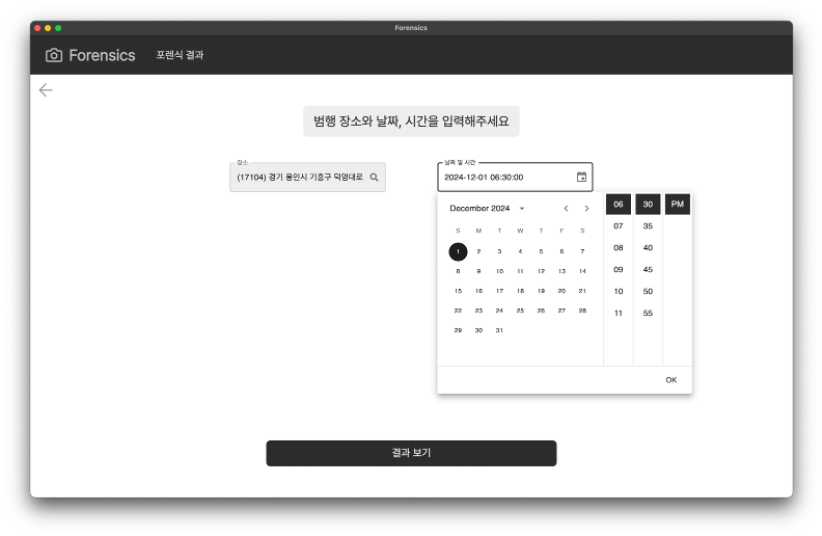 Forensics
Forensics 포렌식 결과
범행 장소와 날짜, 시간을 입력해주세요
장소
(17104) 경기 용인시 기흥구 덕영대로
날짜 및 시간
2024-12-01 06:30:00
December 2024
S M T W T F S
1 2 3 4 5 6 7
8 9 10 11 12 13 14
15 16 17 18 19 20 21
22 23 24 25 26 27 28
29 30 31
06 30 PM
07 35
08 40
09 45
10 50
11 55
OK
결과 보기